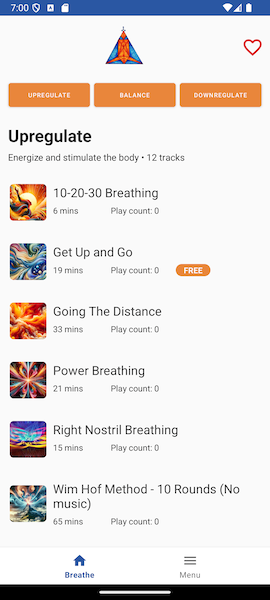 7:00
UPREGULATE BALANCE DOWNREGULATE
Upregulate
Energize and stimulate the body • 12 tracks
10-20-30 Breathing
6 mins Play count: 0
Get Up and Go
19 mins Play count: 0 FREE
Going The Distance
33 mins Play count: 0
Power Breathing
21 mins Play count: 0
Right Nostril Breathing
15 mins Play count: 0
Wim Hof Method - 10 Rounds (No
music)
65 mins Play count: 0
Breathe Menu